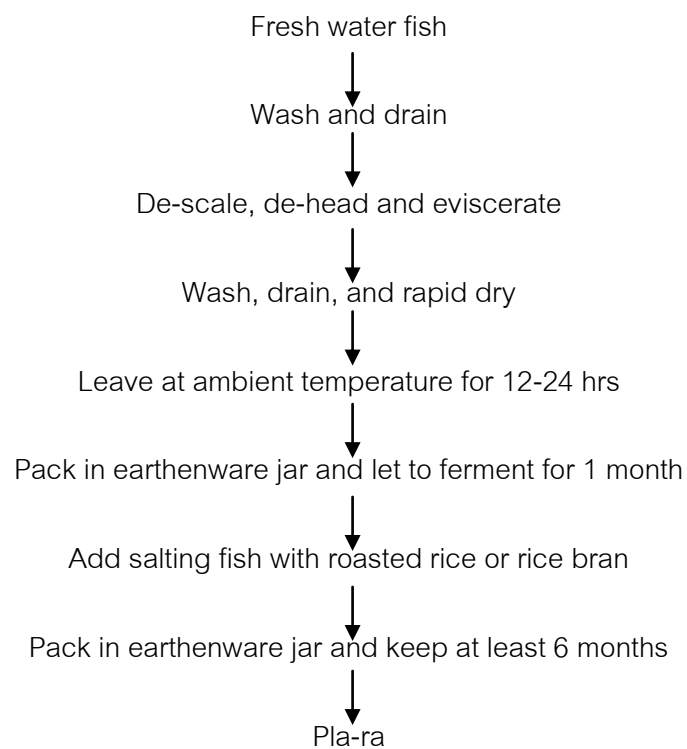 Fresh water fish
Wash and drain
De-scale, de-head and eviscerate
Wash, drain, and rapid dry
Leave at ambient temperature for 12-24 hrs
Pack in earthenware jar and let to ferment for 1 month
Add salting fish with roasted rice or rice bran
Pack in earthenware jar and keep at least 6 months
Pla-ra